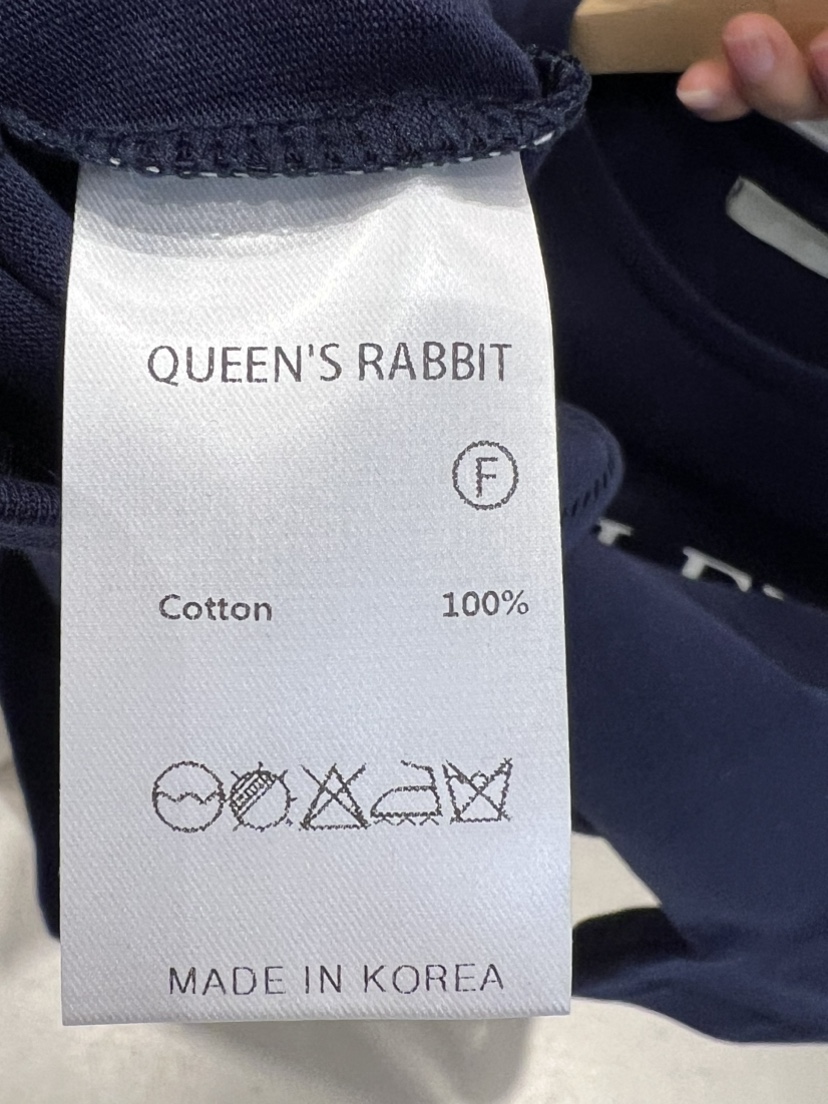 QUEEN'S RABBIT
F
Cotton 100%
MADE IN KOREA